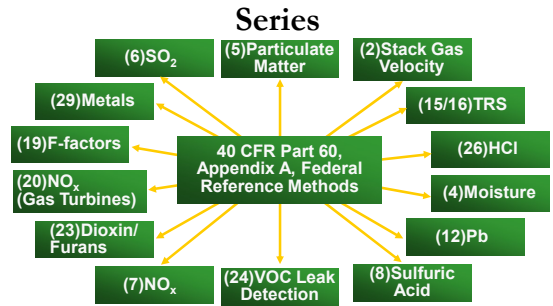 Series
(6)SO₂
(5)Particulate
Matter
(2)Stack Gas
Velocity
(29)Metals
(15/16)TRS
(19)F-factors
40 CFR Part 60,
Appendix A, Federal
Reference Methods
(26)HCl
(20)NOₓ
(Gas Turbines)
(4)Moisture
(23)Dioxin/
Furans
(12)Pb
(7)NOₓ
(24)VOC Leak
Detection
(8)Sulfuric
Acid